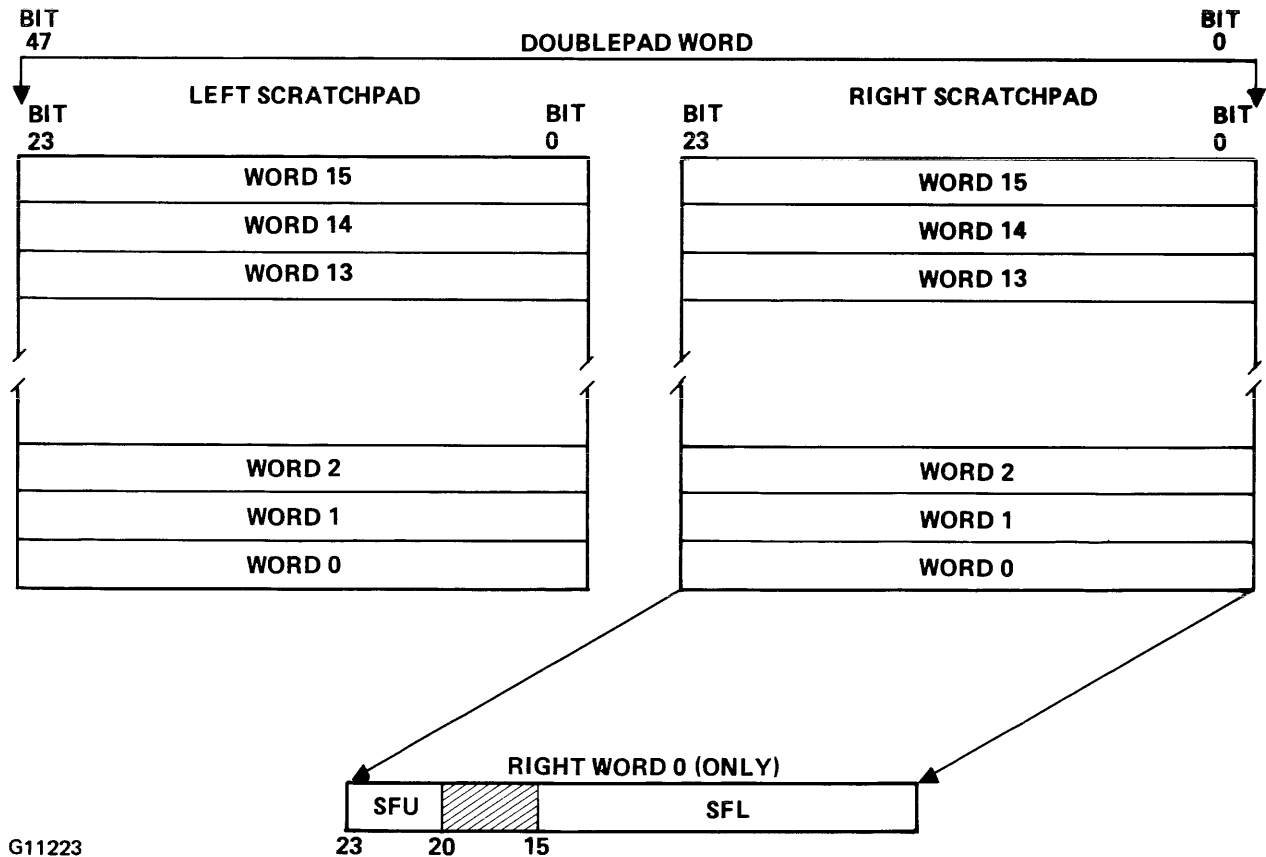 BIT
47
DOUBLEPAD WORD
BIT
0
LEFT SCRATCHPAD
RIGHT SCRATCHPAD
BIT
23
BIT
0
BIT
23
BIT
0
WORD 15
WORD 14
WORD 13
WORD 2
WORD 1
WORD 0
WORD 15
WORD 14
WORD 13
WORD 2
WORD 1
WORD 0
RIGHT WORD 0 (ONLY)
SFU
SFL
23
20
15
G11223